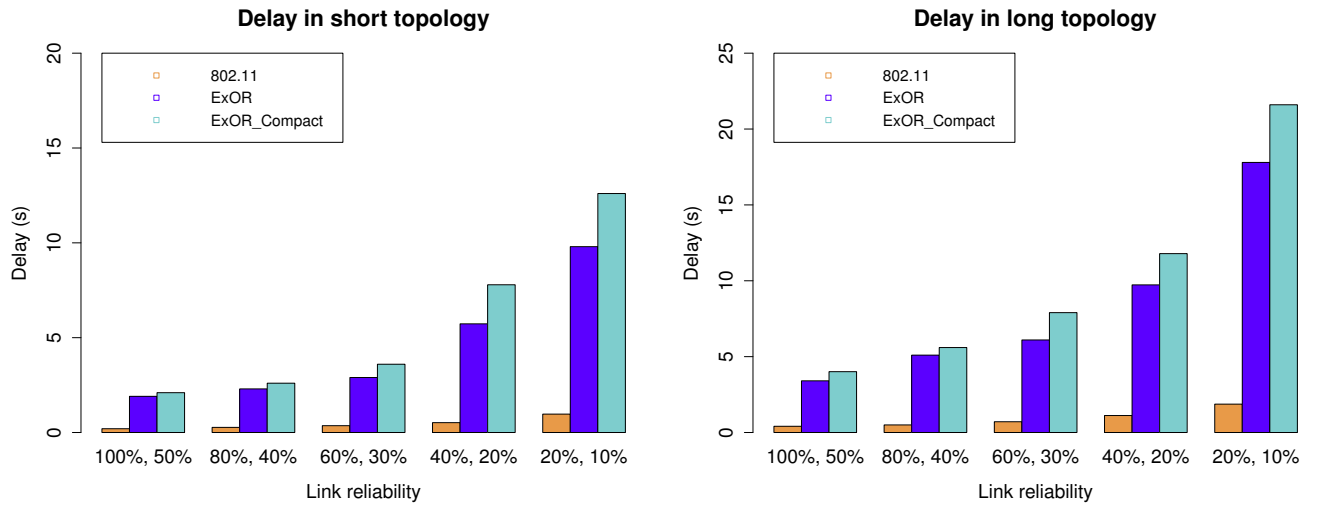 Delay in short topology
Delay (s)
20
15
10
5
0
802.11
ExOR
ExOR_Compact
100%, 50%
80%, 40%
60%, 30%
40%, 20%
20%, 10%
Link reliability
Delay in long topology
Delay (s)
25
20
15
10
5
0
802.11
ExOR
ExOR_Compact
100%, 50%
80%, 40%
60%, 30%
40%, 20%
20%, 10%
Link reliability